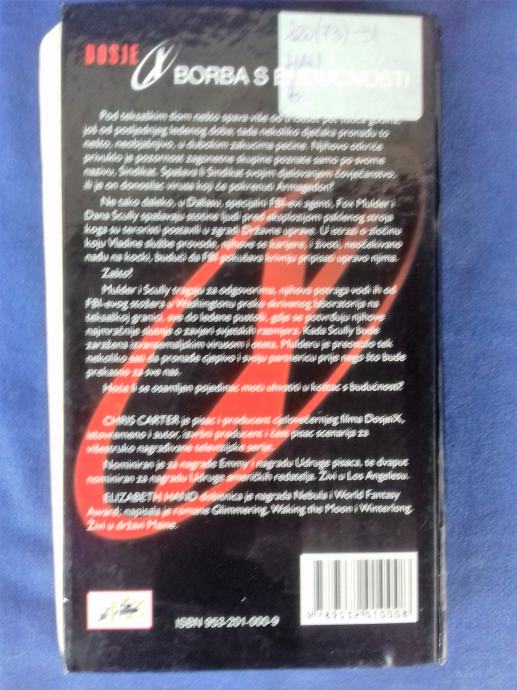 820(73)-31
HAN
B
DOSJE X BORBA S BUDUĆNOSTI
Pod teksaškim tlom nešto spava više od trideset pet tisuća godina,
još od posljednjeg ledenog doba; tada nekoliko dječaka pronađu to
nešto, neobjašnjivo, u dubokim zakucima pećine. Njihovo otkriće
privuklo je pozornost zagonetne skupine poznate samo po svome
nazivu, Sindikat. Spašava li Sindikat svojim djelovanjem čovječanstvo,
ili je on donosilac virusa koji će pokrenuti Armagedon?
Ne tako daleko, u Dallasu, specijalni FBI-evi agenti, Fox Mulder i
Dana Scully spašavaju stotine ljudi pred eksplozijom paklenog stroja
koga su teroristi postavili u zgradi Državne uprave. U istrazi o zločinu
koju Vladine službe provode, njihove se karijere, i životi, neočekivano
nađu na kocki, budući da FBI pokušava krivnju pripisati upravo njima.
Zašto?
Mulder i Scully tragaju za odgovorima, njihova potraga vodi ih od
FBI-evog stožera u Washingtonu preko skrivenog laboratorija na
teksaškoj granici, sve do ledene pustoši, gdje se potvrđuju njihove
najmračnije slutnje o zavjeri svjetskih razmjera. Kada Scully bude
zaražena izvanzemaljskim virusom i oteta, Mulderu je preostalo tek
nekoliko sati da pronađe cjepivo i svoju partnericu prije nego što bude
prekasno za sve nas.
Hoće li se osamljen pojedinac moći uhvatiti u koštac s budućnosti?
CHRIS CARTER je pisac i producent cjelovečernjeg filma DosjeiX,
istovremeno i autor, izvršni producent i čest pisac scenarija za
višestruko nagrađivane televizijske serije.
Nominiran je za nagrade Emmy i nagradu Udruge pisaca, te dvaput
nominiran za nagradu Udruge američkih redatelja. Živi u Los Angelesu.
ELIZABETH HAND dobitnica je nagrada Nebula i World Fantasy
Award; napisala je romane Glimmering, Waking the Moon i Winterlong.
Živi u državi Maine.
ISBN 953-201-000-9
9 789532 010008